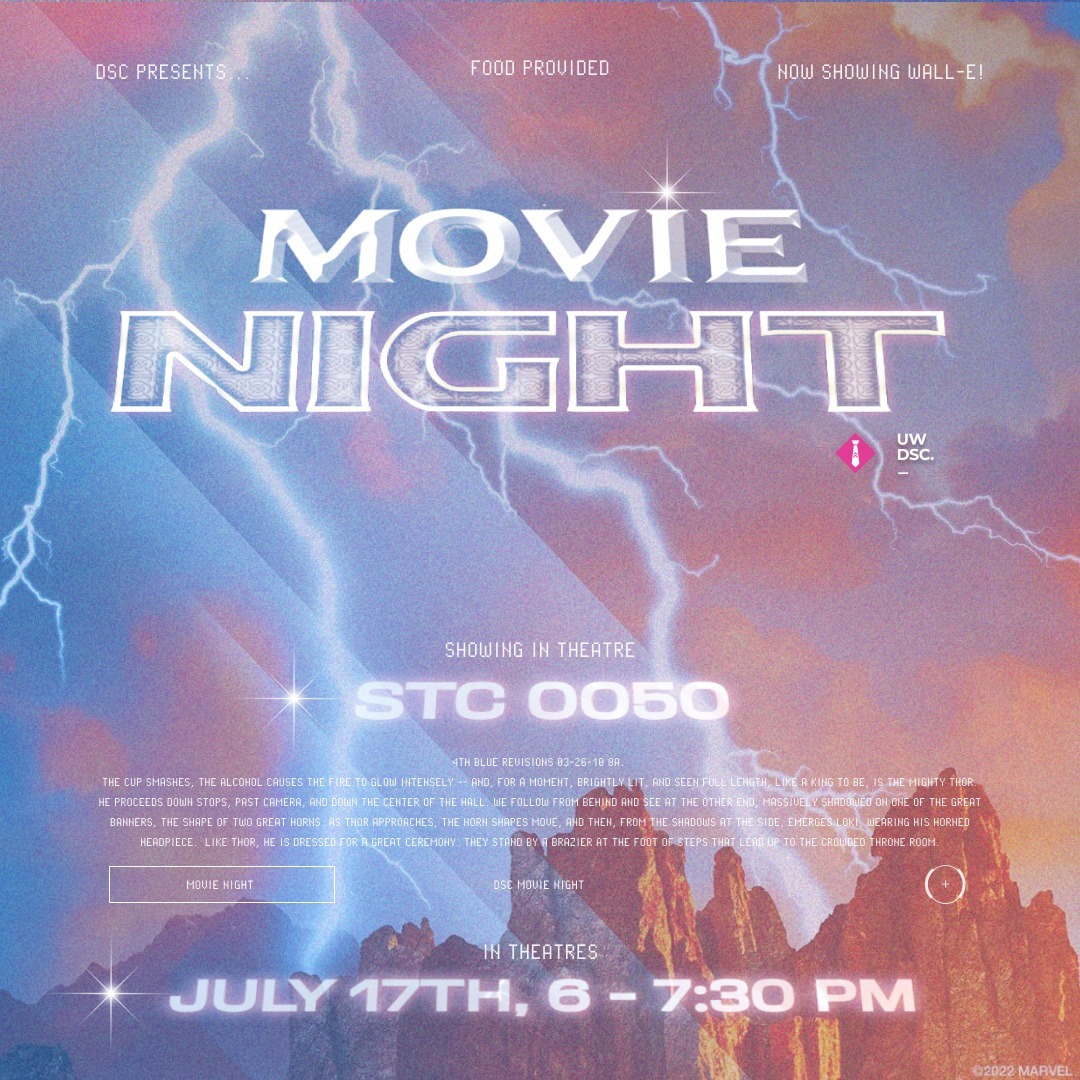 DSC PRESENTS...
FOOD PROVIDED
NOW SHOWING WALL-E!
MOVIE
NIGHT
UW
DSC.
SHOWING IN THEATRE
STC 0050
4TH BLUE REVISIONS 03-26-10 8A.
THE CUP SMASHES, THE ALCOHOL CAUSES THE FIRE TO GLOW INTENSELY -- AND, FOR A MOMENT, BRIGHTLY LIT, AND SEEN FULL LENGTH, LIKE A KING TO BE, IS THE MIGHTY THOR.
HE PROCEEDS DOWN STOPS, PAST CAMERA, AND DOWN THE CENTER OF THE HALL. WE FOLLOW FROM BEHIND AND SEE AT THE OTHER END, MASSIVELY SHADOWED ON ONE OF THE GREAT
BANNERS, THE SHAPE OF TWO GREAT HORNS. AS THOR APPROACHES, THE HORN SHAPES MOVE, AND THEN, FROM THE SHADOWS AT THE SIDE, EMERGES LOKI, WEARING HIS HORNED
HEADPIECE. LIKE THOR, HE IS DRESSED FOR A GREAT CEREMONY. THEY STAND BY A BRAZIER AT THE FOOT OF STEPS THAT LEAD UP TO THE CROWDED THRONE ROOM.
MOVIE NIGHT
DSC MOVIE NIGHT
+
IN THEATRES
JULY 17TH, 6 - 7:30 PM
©2022 MARVEL